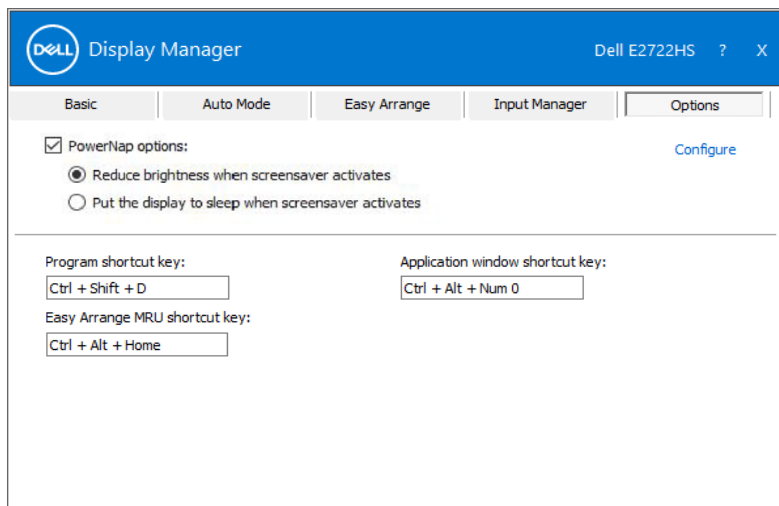 DELL Display Manager Dell E2722HS ? X
Basic Auto Mode Easy Arrange Input Manager Options
PowerNap options: Configure
Reduce brightness when screensaver activates
Put the display to sleep when screensaver activates
Program shortcut key: Application window shortcut key:
Ctrl + Shift + D Ctrl + Alt + Num 0
Easy Arrange MRU shortcut key:
Ctrl + Alt + Home